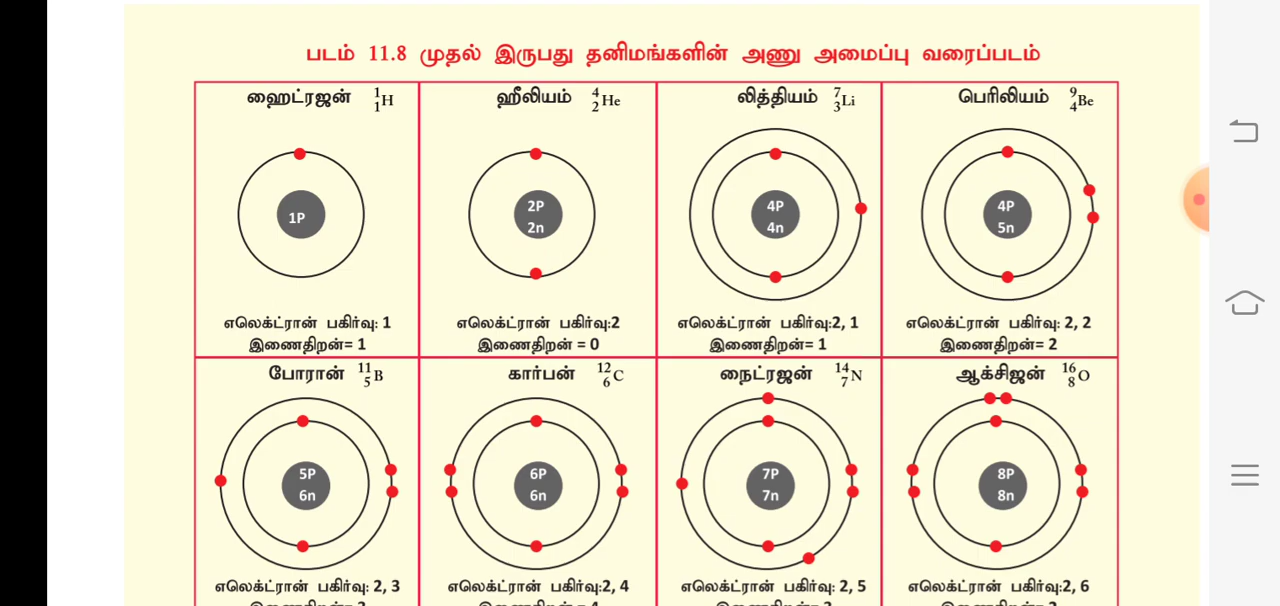 படம் 11.8 முதல் இருபது தனிமங்களின் அணு அமைப்பு வரைப்படம்
ஹைட்ரஜன் ¹₁H
ஹீலியம் ⁴₂He
லித்தியம் ⁷₃Li
பெரிலியம் ⁹₄Be
1P
2P
2n
4P
4n
4P
5n
எலெக்ட்ரான் பகிர்வு: 1
இணைதிறன்= 1
எலெக்ட்ரான் பகிர்வு:2
இணைதிறன் = 0
எலெக்ட்ரான் பகிர்வு:2, 1
இணைதிறன்= 1
எலெக்ட்ரான் பகிர்வு: 2, 2
இணைதிறன்= 2
போரான் ¹¹₅B
கார்பன் ¹²₆C
நைட்ரஜன் ¹⁴₇N
ஆக்சிஜன் ¹⁶₈O
5P
6n
6P
6n
7P
7n
8P
8n
எலெக்ட்ரான் பகிர்வு: 2, 3
எலெக்ட்ரான் பகிர்வு:2, 4
எலெக்ட்ரான் பகிர்வு: 2, 5
எலெக்ட்ரான் பகிர்வு:2, 6